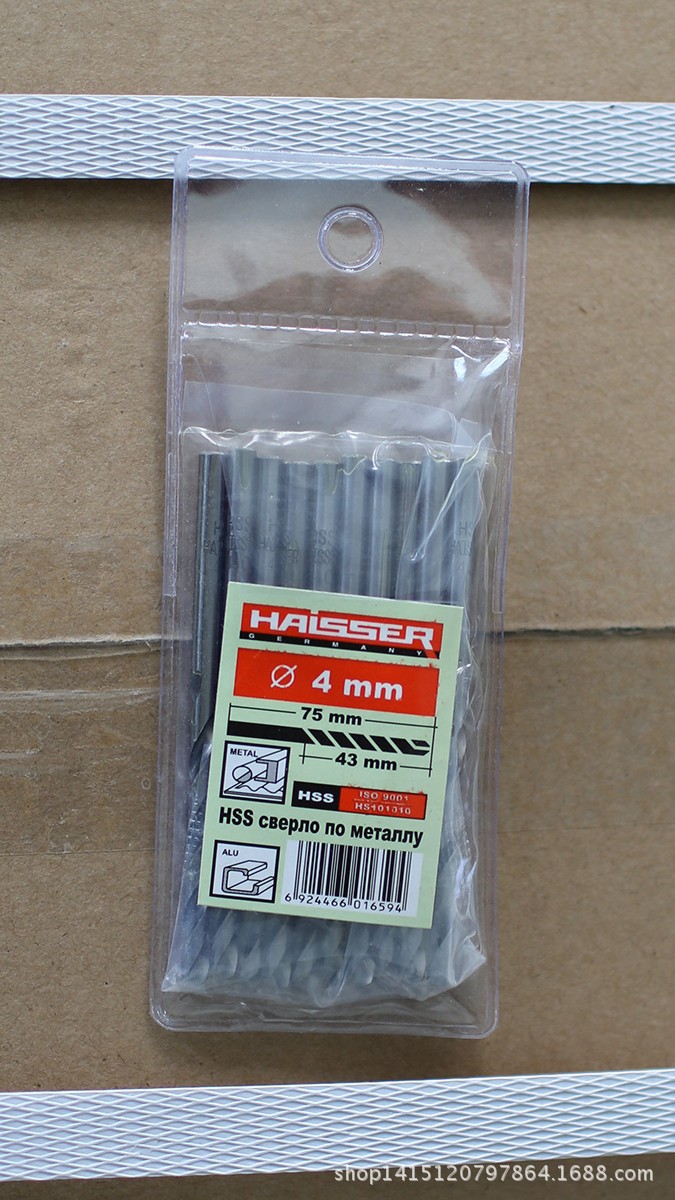 HAISSER
GERMANY
Ø 4 mm
75 mm
43 mm
METAL
HSS
ISO 9001
HS101010
HSS сверло по металлу
ALU
6 924466 016594
shop1415120797864.1688.com